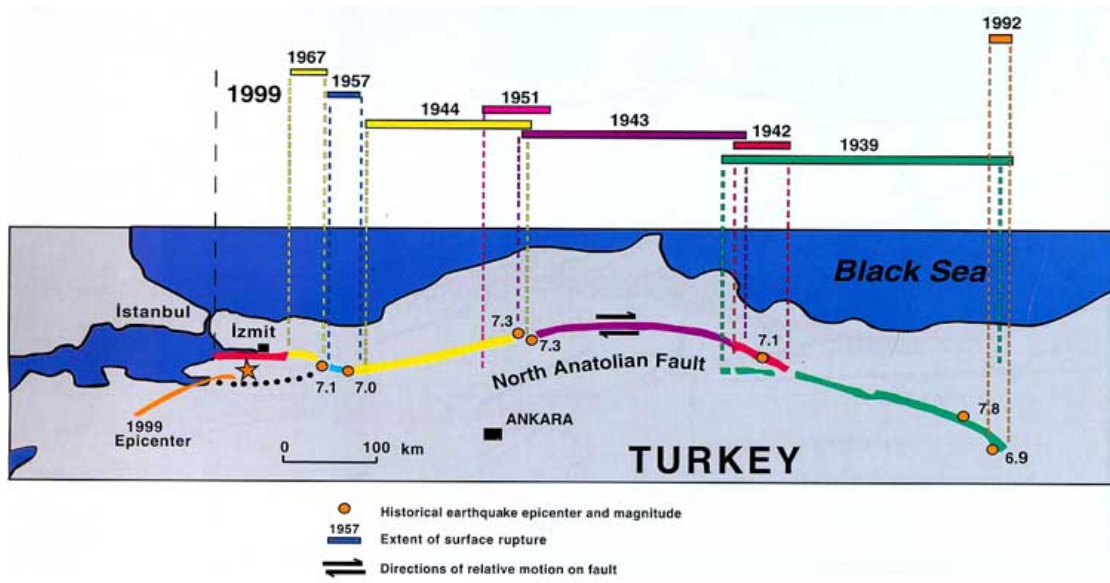 1992
1967
1957
1999
1951
1944
1943
1942
1939
Black Sea
İstanbul
İzmit
7.3
7.3
7.1
North Anatolian Fault
7.1
7.0
1999
Epicenter
ANKARA
7.8
0
100 km
TURKEY
6.9
Historical earthquake epicenter and magnitude
1957
Extent of surface rupture
Directions of relative motion on fault